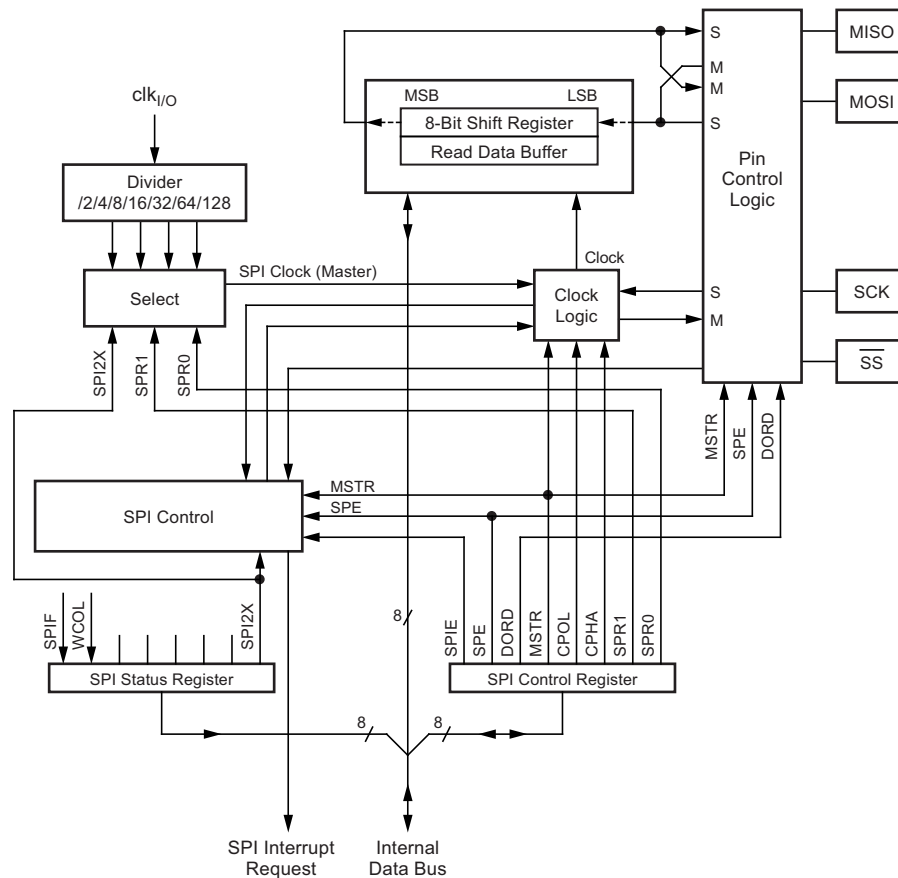 MISO
S
M
M
MOSI
MSB
LSB
clkI/O
8-Bit Shift Register
S
Read Data Buffer
Pin
Control
Logic
Divider
/2/4/8/16/32/64/128
Clock
SPI Clock (Master)
Select
Clock
Logic
S
M
SCK
SS
SPI2X
SPR1
SPR0
MSTR
SPE
DORD
MSTR
SPE
SPI Control
SPIF
WCOL
SPI2X
8
SPIE
SPE
DORD
MSTR
CPOL
CPHA
SPR1
SPR0
SPI Status Register
SPI Control Register
8
8
SPI Interrupt
Request
Internal
Data Bus